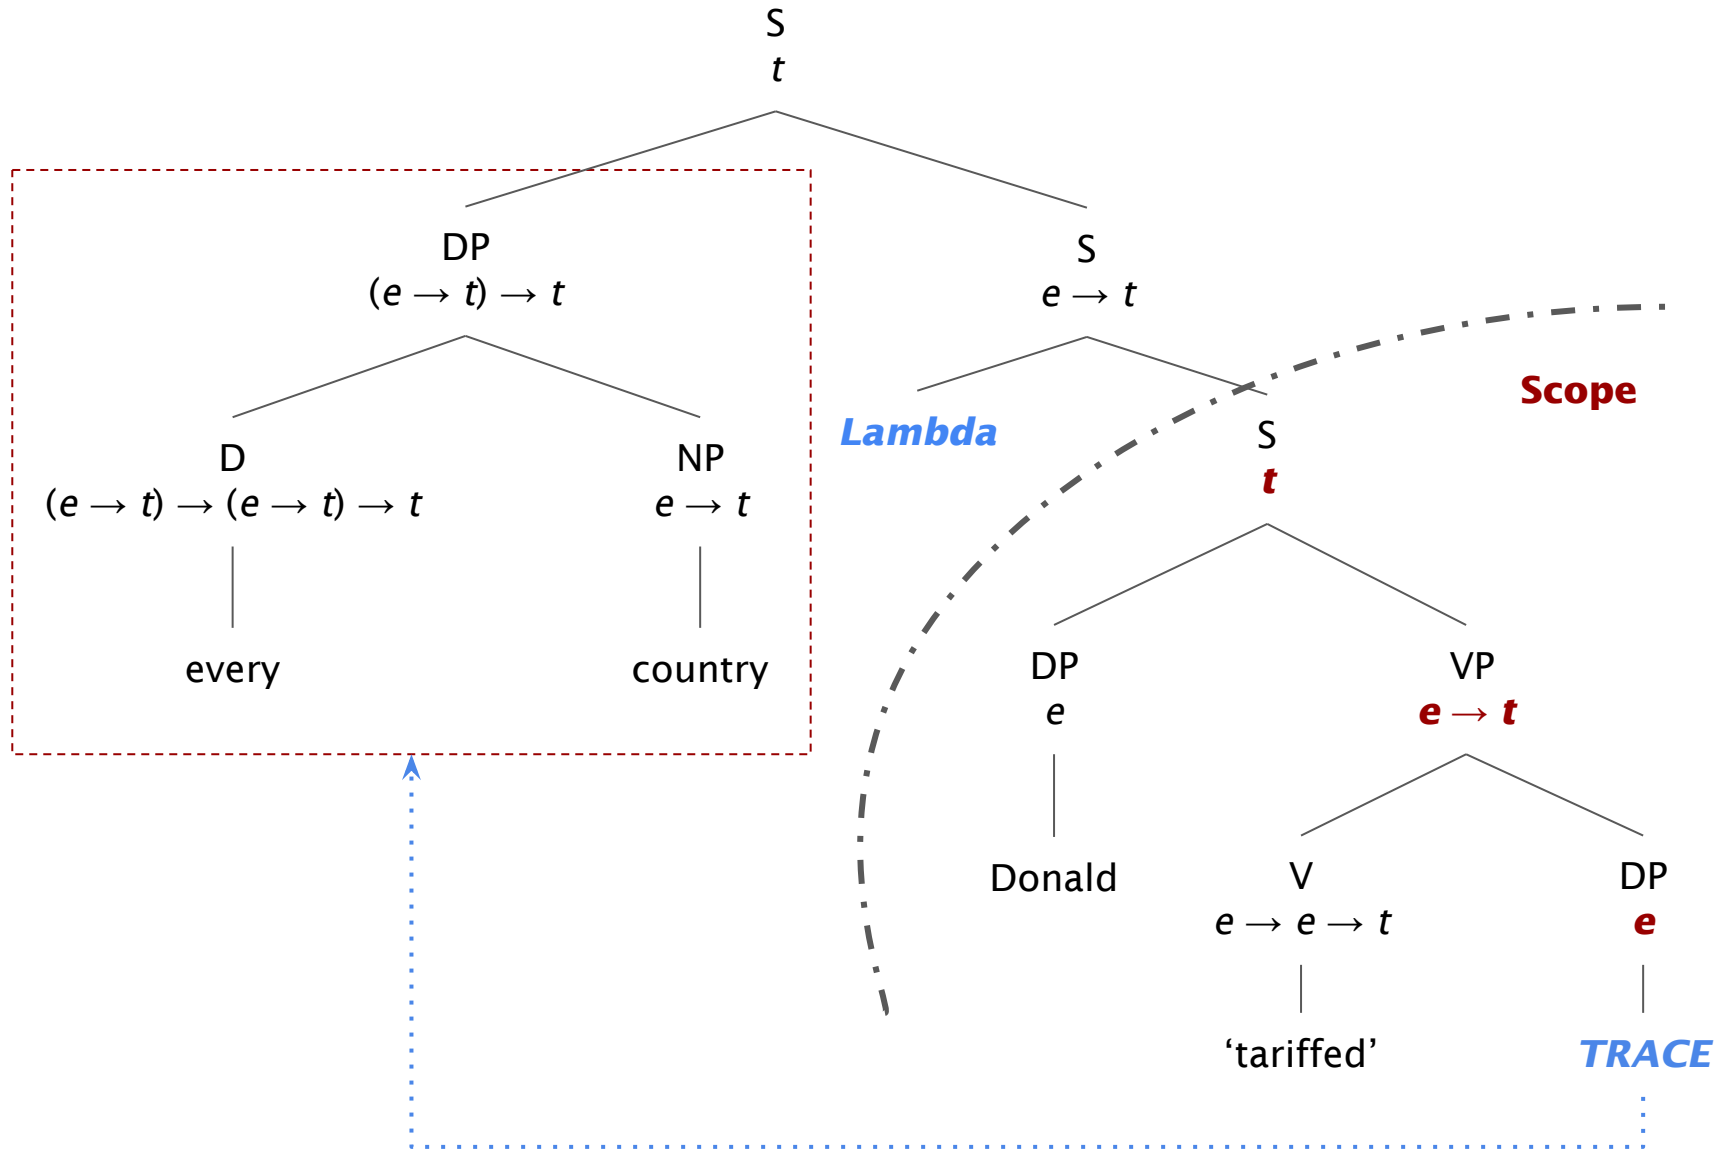 S
t
DP
(e → t) → t
S
e → t
Scope
Lambda
S
t
D
(e → t) → (e → t) → t
NP
e → t
every
country
DP
e
VP
e → t
Donald
V
e → e → t
DP
e
‘tariffed’
TRACE